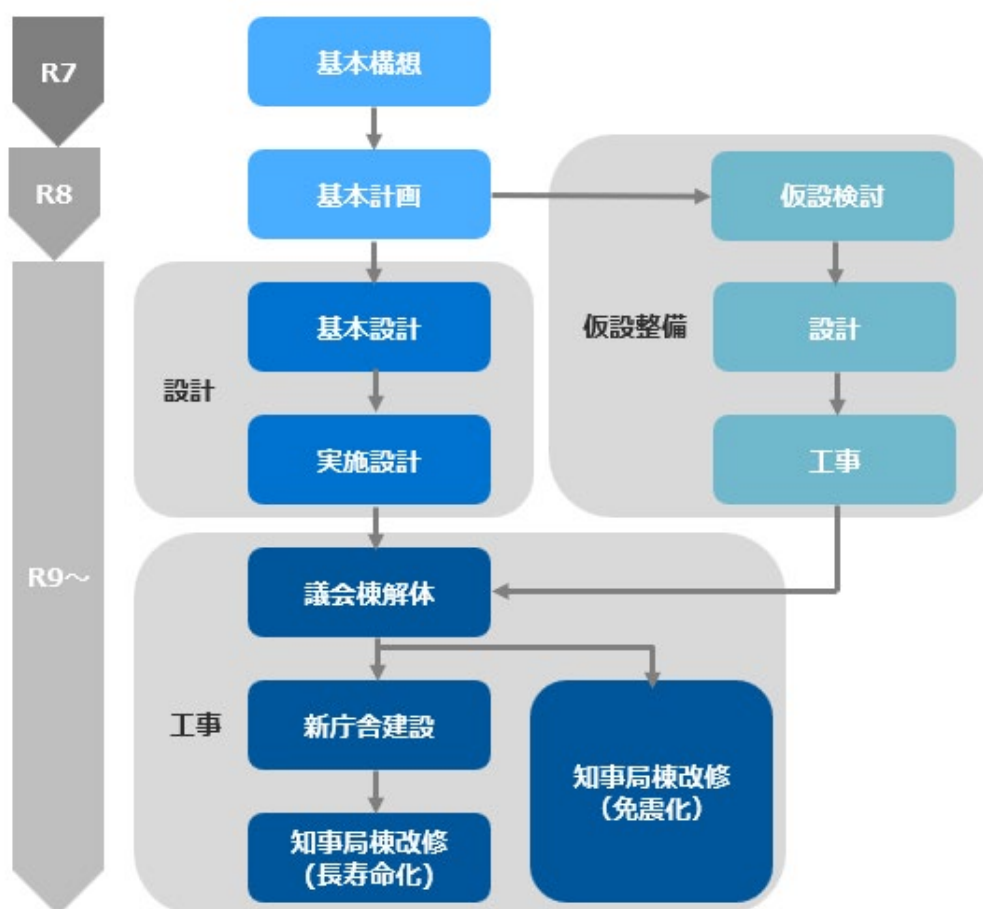 R7
基本構想
R8
基本計画
仮設検討
基本設計
仮設整備
設計
設計
実施設計
工事
R9～
議会棟解体
工事
新庁舎建設
知事局棟改修
（免震化）
知事局棟改修
(長寿命化)